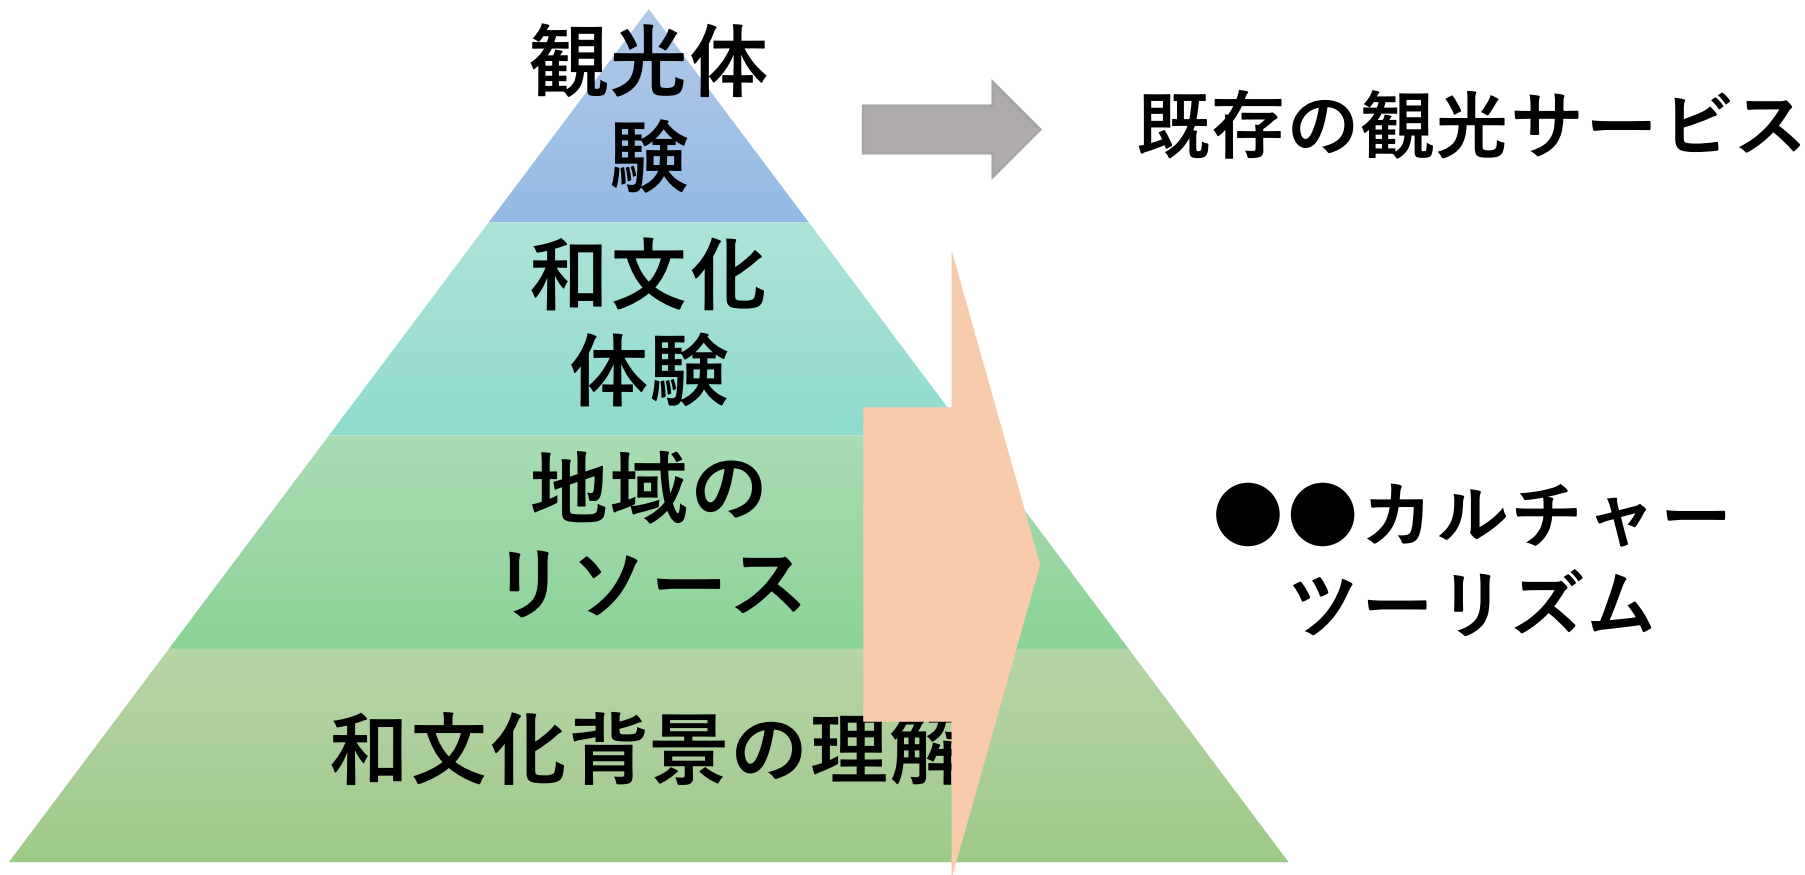 観光体
験
既存の観光サービス
和文化
体験
地域の
リソース
●●カルチャー
ツーリズム
和文化背景の理解